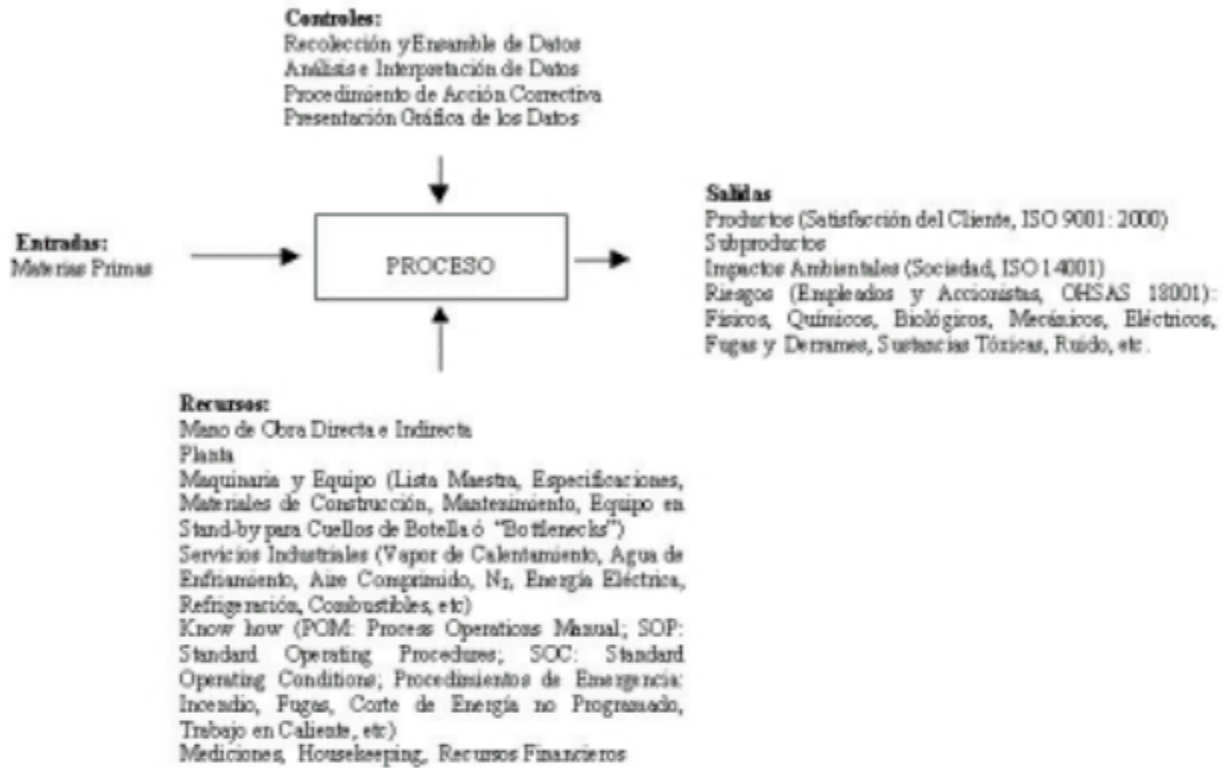 Controles:
Recolección y Ensamble de Datos
Análisis e Interpretación de Datos
Procedimiento de Acción Correctiva
Presentación Gráfica de los Datos
Entradas:
Materias Primas
PROCESO
Salidas
Productos (Satisfacción del Cliente, ISO 9001: 2000)
Subproductos
Impactos Ambientales (Sociedad, ISO 14001)
Riesgos (Empleados y Accionistas, OHSAS 18001):
Físicos, Químicos, Biológicos, Mecánicos, Eléctricos,
Fugas y Derrames, Sustancias Tóxicas, Ruido, etc.
Recursos:
Mano de Obra Directa e Indirecta
Planta
Maquinaria y Equipo (Lista Maestra, Especificaciones,
Materiales de Construcción, Mantenimiento, Equipo en
Stand-by para Cuellos de Botella ó "Bottlenecks")
Servicios Industriales (Vapor de Calentamiento, Agua de
Enfriamiento, Aire Comprimido, N₂, Energía Eléctrica,
Refrigeración, Combustibles, etc)
Know how (POM: Process Operations Manual; SOP:
Standard Operating Procedures; SOC: Standard
Operating Conditions; Procedimientos de Emergencia:
Incendio, Fugas, Corte de Energía no Programado,
Trabajo en Caliente, etc)
Mediciones, Housekeeping, Recursos Financieros